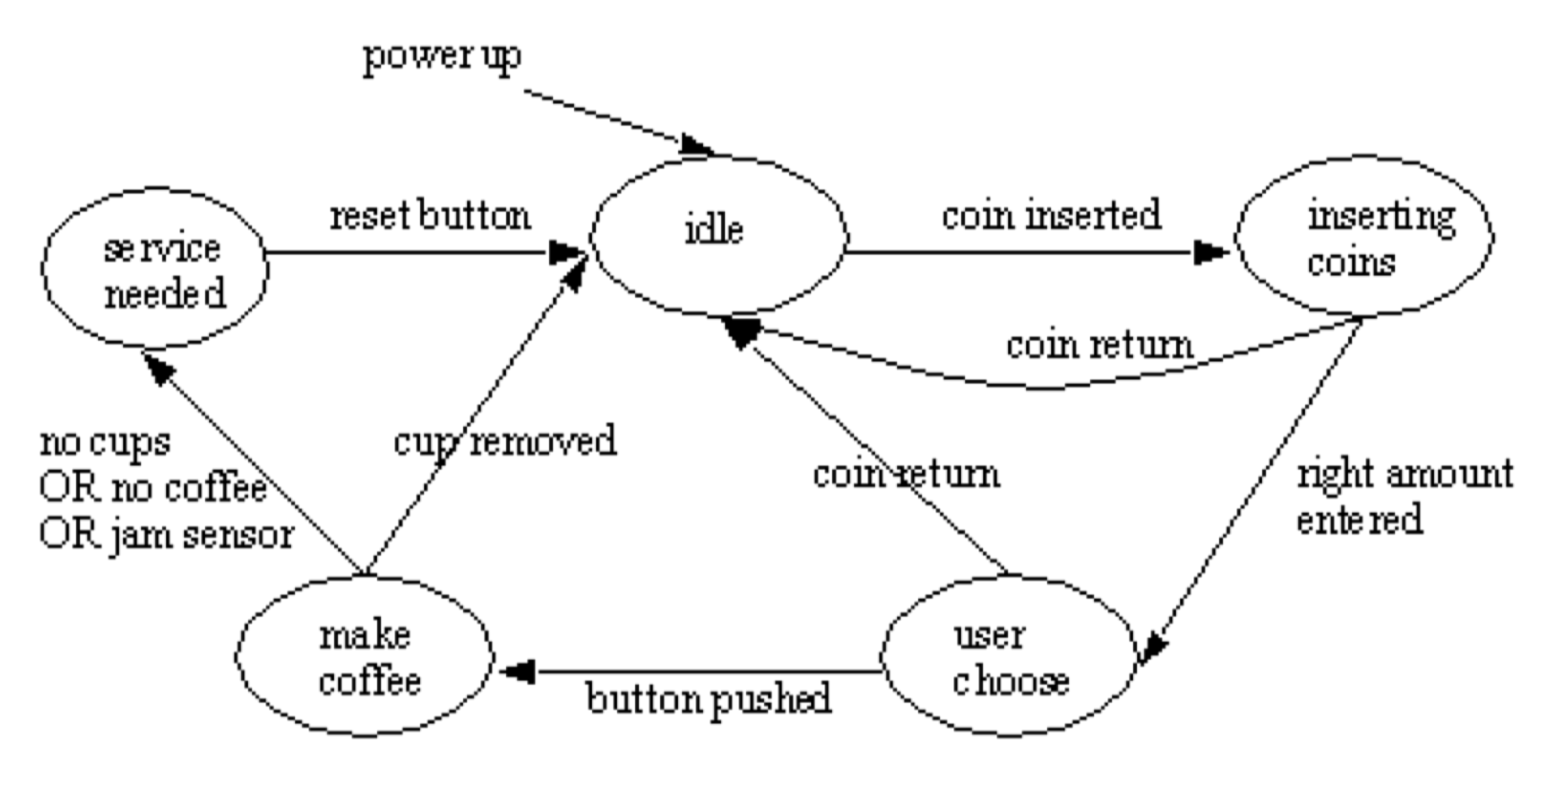 power up
reset button
idle
coin inserted
inserting
coins
service
needed
coin return
no cups
OR no coffee
OR jam sensor
cup removed
coin return
right amount
entered
make
coffee
user
choose
button pushed